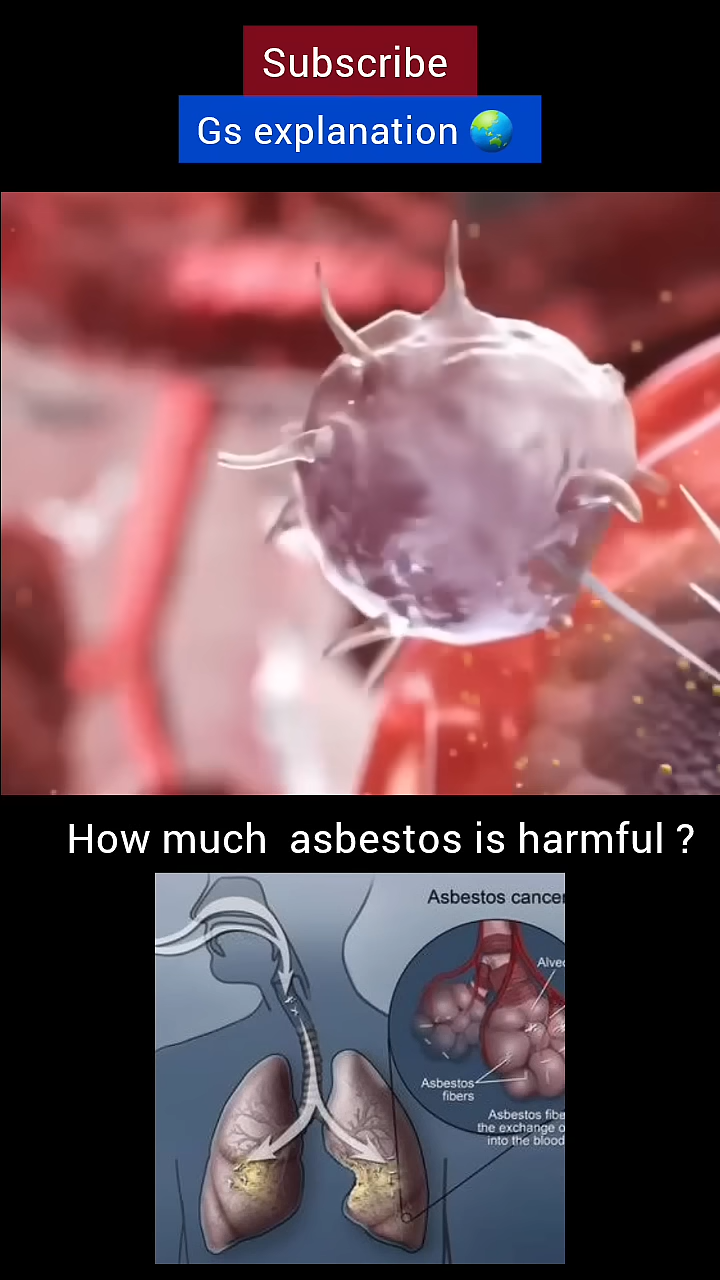 Subscribe
Gs explanation 🌏
How much asbestos is harmful ?
Asbestos cancer
Alveo
Asbestos
fibers
Asbestos fibe
the exchange o
into the blood